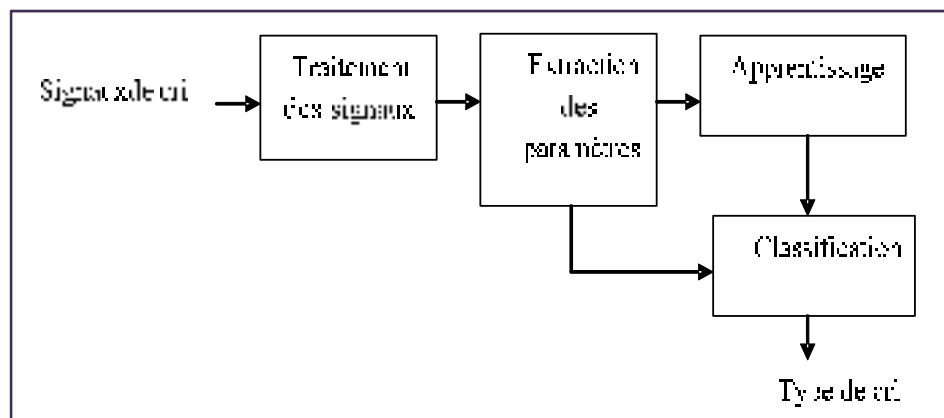 Signaux de cri
Traitement
des signaux
Extraction
des
paramètres
Apprentissage
Classification
Type de cri